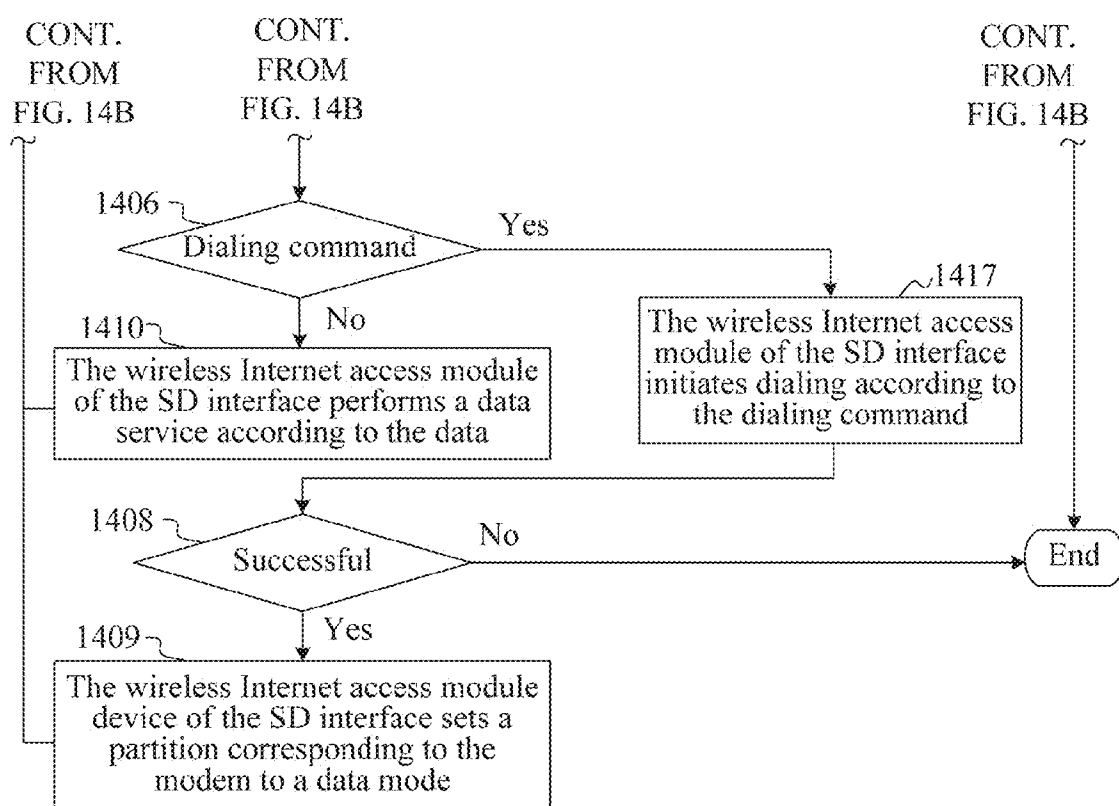 CONT.
FROM
FIG. 14B
CONT.
FROM
FIG. 14B
CONT.
FROM
FIG. 14B
1406
Dialing command
Yes
No
1417
The wireless Internet access
module of the SD interface
initiates dialing according to
the dialing command
1410
The wireless Internet access module
of the SD interface performs a data
service according to the data
1408
Successful
No
End
Yes
1409
The wireless Internet access module
device of the SD interface sets a
partition corresponding to the
modem to a data mode